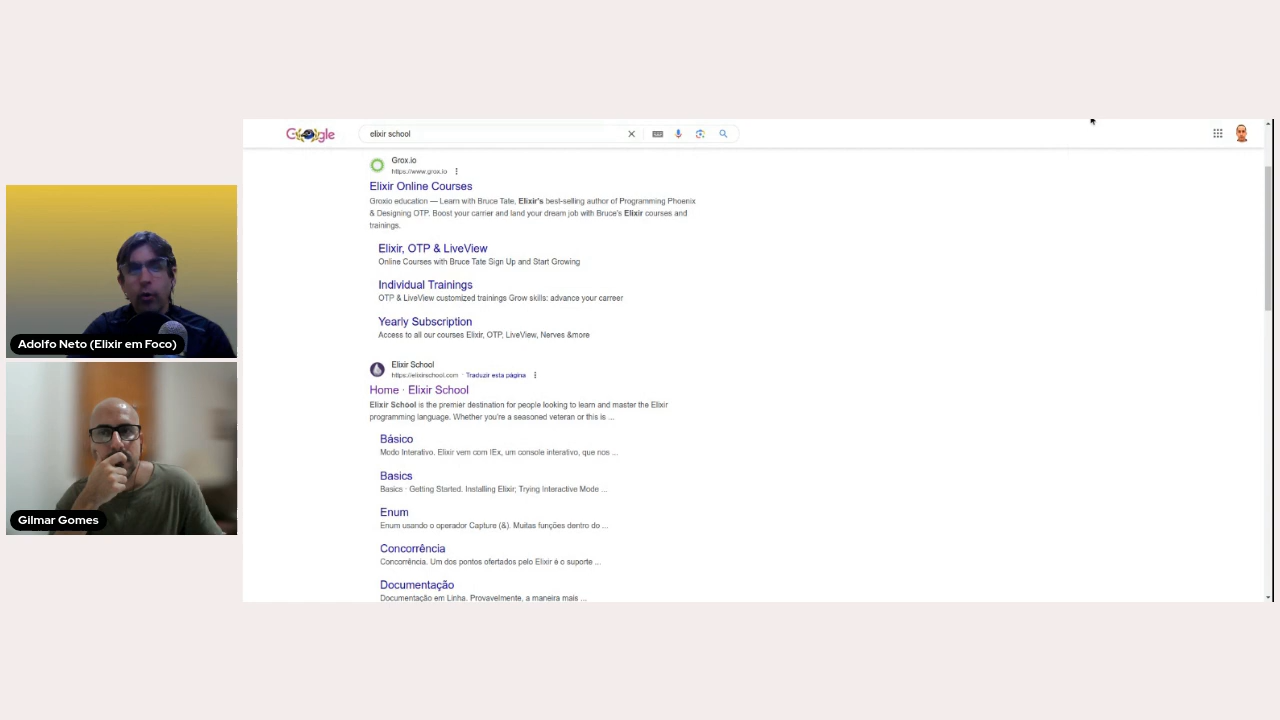 Google
elixir school
Grox.io
https://www.grox.io
Elixir Online Courses
Groxio education — Learn with Bruce Tate, Elixir's best-selling author of Programming Phoenix
& Designing OTP. Boost your carrier and land your dream job with Bruce's Elixir courses and
trainings.
Elixir, OTP & LiveView
Online Courses with Bruce Tate Sign Up and Start Growing
Individual Trainings
OTP & LiveView customized trainings Grow skills: advance your carreer
Yearly Subscription
Access to all our courses Elixir, OTP, LiveView, Nerves &more
Elixir School
https://elixirschool.com · Traduzir esta página
Home · Elixir School
Elixir School is the premier destination for people looking to learn and master the Elixir
programming language. Whether you're a seasoned veteran or this is ...
Básico
Modo Interativo. Elixir vem com IEx, um console interativo, que nos ...
Basics
Basics · Getting Started. Installing Elixir; Trying Interactive Mode ...
Enum
Enum usando o operador Capture (&). Muitas funções dentro do ...
Concorrência
Concorrência. Um dos pontos ofertados pelo Elixir é o suporte ...
Documentação
Documentação em Linha. Provavelmente, a maneira mais ...
Adolfo Neto (Elixir em Foco)
Gilmar Gomes